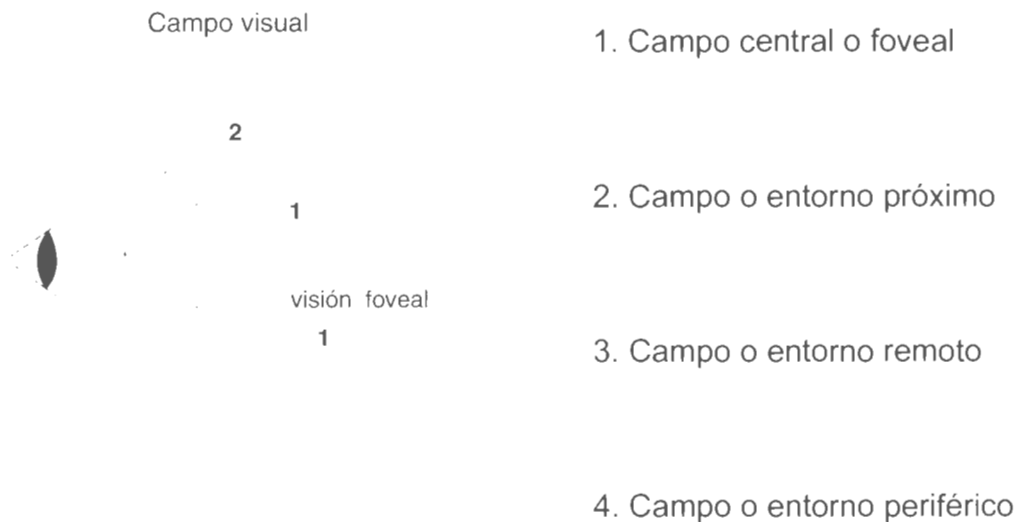 Campo visual
2
1
visión foveal
1
1. Campo central o foveal
2. Campo o entorno próximo
3. Campo o entorno remoto
4. Campo o entorno periférico